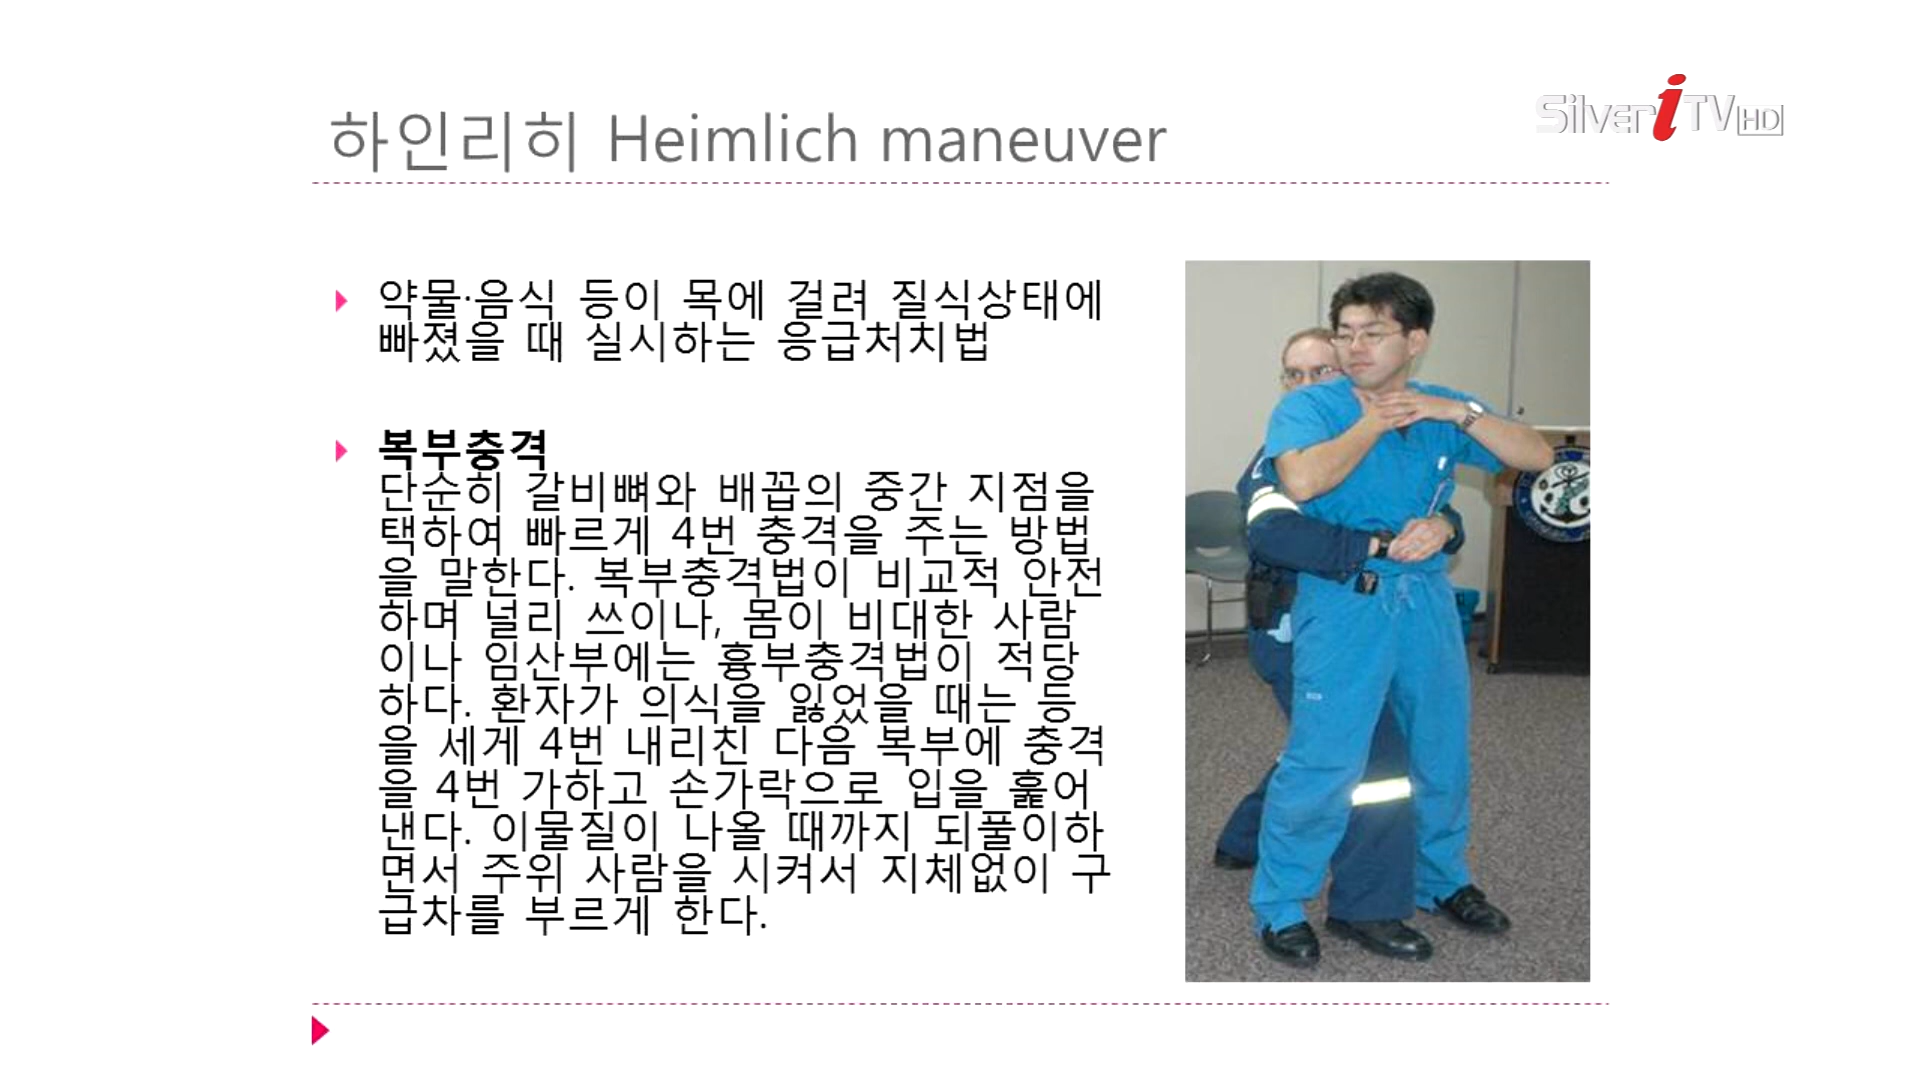 하인리히 Heimlich maneuver
Silver i TV HD
약물·음식 등이 목에 걸려 질식상태에
빠졌을 때 실시하는 응급처치법
복부충격
단순히 갈비뼈와 배꼽의 중간 지점을
택하여 빠르게 4번 충격을 주는 방법
을 말한다. 복부충격법이 비교적 안전
하며 널리 쓰이나, 몸이 비대한 사람
이나 임산부에는 흉부충격법이 적당
하다. 환자가 의식을 잃었을 때는 등
을 세게 4번 내리친 다음 복부에 충격
을 4번 가하고 손가락으로 입을 훑어
낸다. 이물질이 나올 때까지 되풀이하
면서 주위 사람을 시켜서 지체없이 구
급차를 부르게 한다.